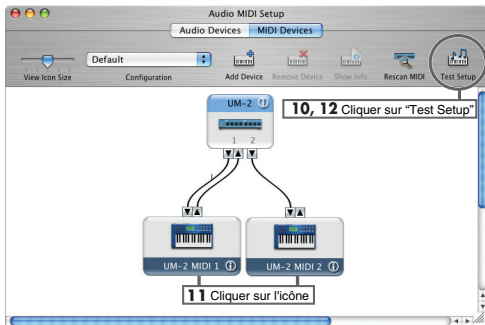 Audio MIDI Setup
Audio Devices MIDI Devices
Default
View Icon Size Configuration Add Device Remove Device Show Info Rescan MIDI Test Setup
UM-2
10, 12 Cliquer sur “Test Setup”
1 2
UM-2 MIDI 1 UM-2 MIDI 2
11 Cliquer sur l'icône